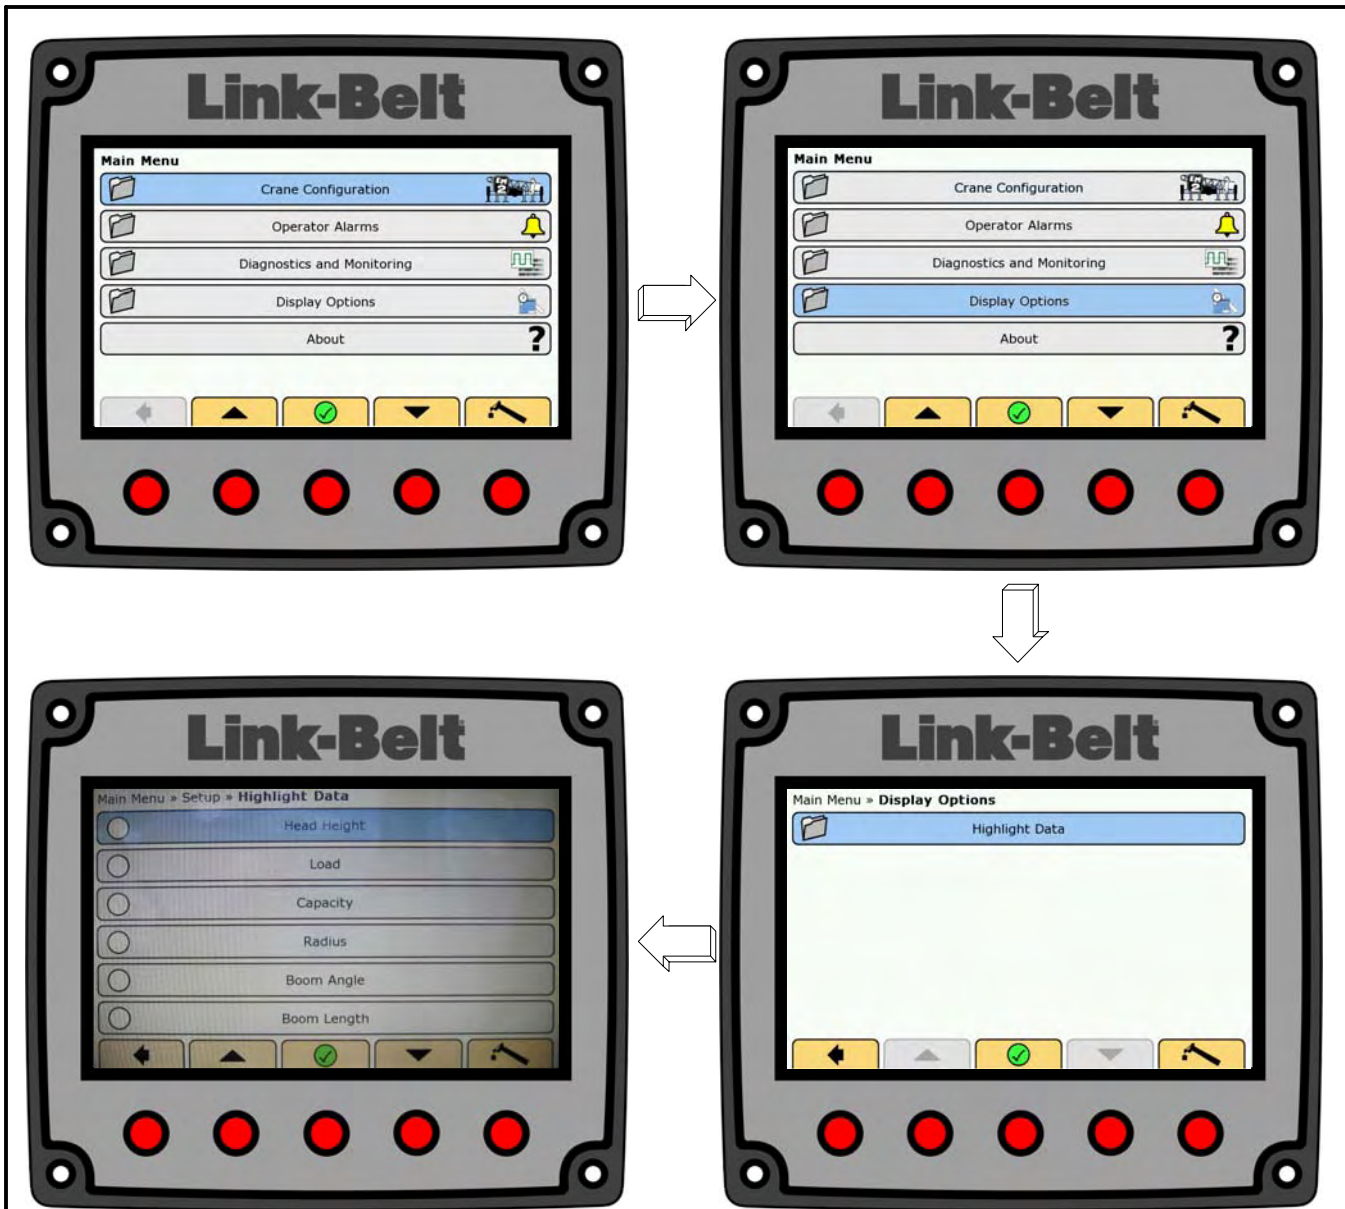 Link-Belt
Main Menu
Crane Configuration
Operator Alarms
Diagnostics and Monitoring
Display Options
About
?
Link-Belt
Main Menu
Crane Configuration
Operator Alarms
Diagnostics and Monitoring
Display Options
About
?
Link-Belt
Main Menu » Setup » Highlight Data
Head Height
Load
Capacity
Radius
Boom Angle
Boom Length
Link-Belt
Main Menu » Display Options
Highlight Data